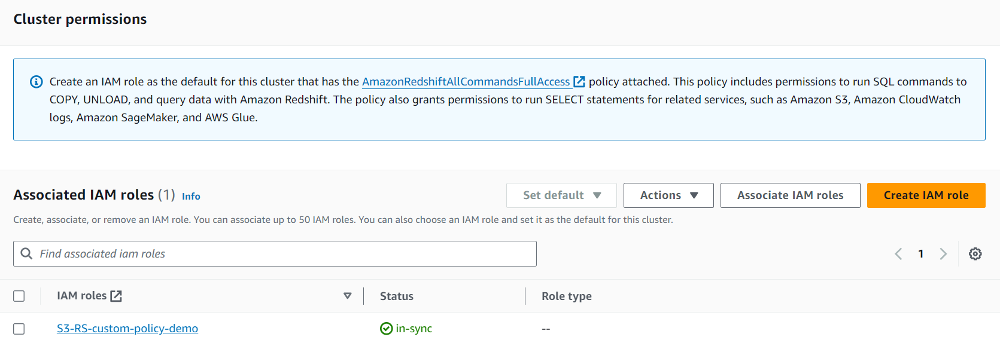 Cluster permissions
Create an IAM role as the default for this cluster that has the AmazonRedshiftAllCommandsFullAccess policy attached. This policy includes permissions to run SQL commands to
COPY, UNLOAD, and query data with Amazon Redshift. The policy also grants permissions to run SELECT statements for related services, such as Amazon S3, Amazon CloudWatch
logs, Amazon SageMaker, and AWS Glue.
Associated IAM roles (1) Info
Set default
Actions
Associate IAM roles
Create IAM role
Create, associate, or remove an IAM role. You can associate up to 50 IAM roles. You can also choose an IAM role and set it as the default for this cluster.
Find associated iam roles
1
IAM roles
Status
Role type
S3-RS-custom-policy-demo
in-sync
--